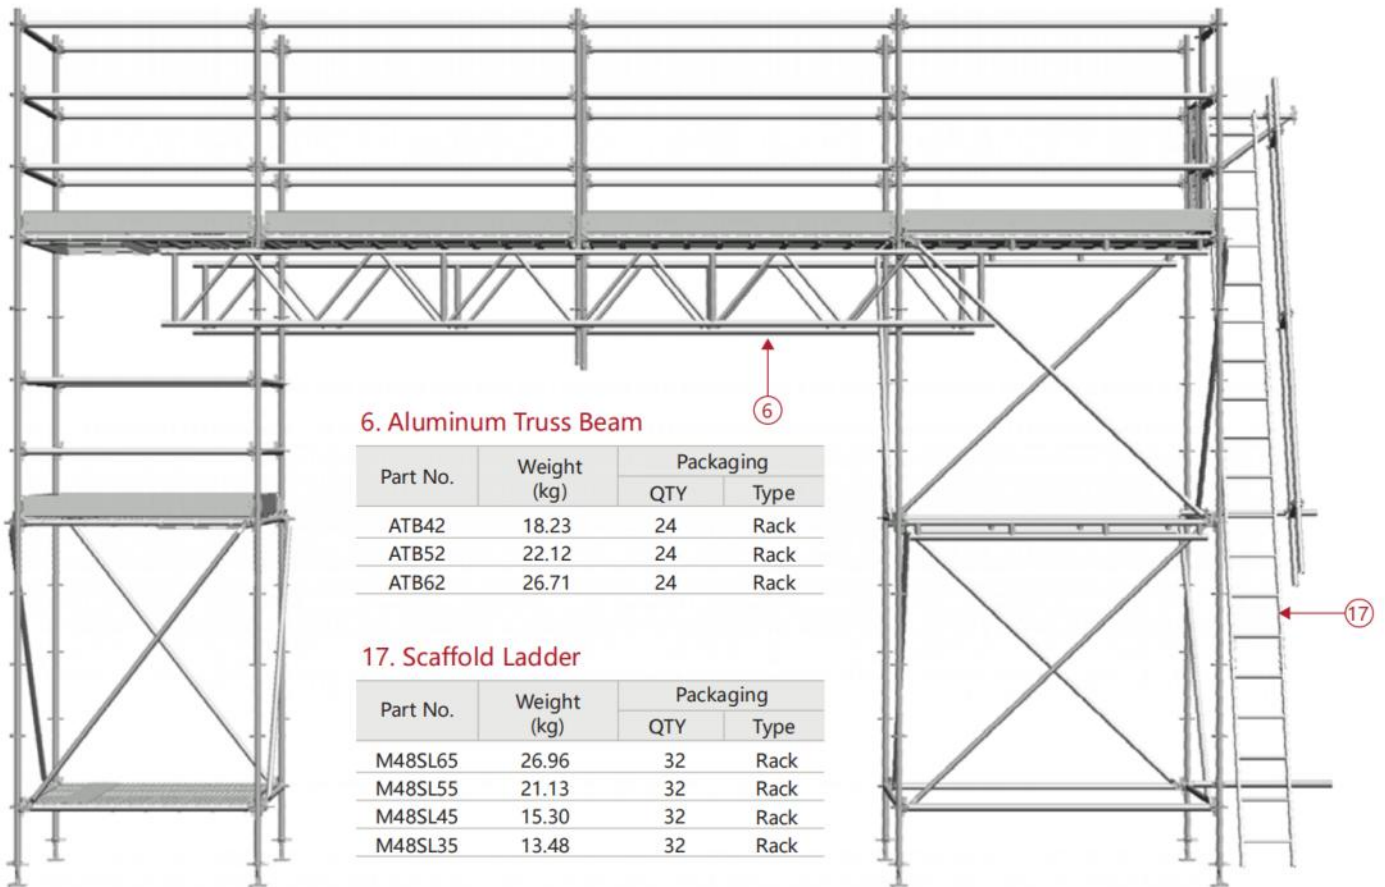 6
6. Aluminum Truss Beam
Part No. Weight (kg) Packaging
QTY Type
ATB42 18.23 24 Rack
ATB52 22.12 24 Rack
ATB62 26.71 24 Rack
17
17. Scaffold Ladder
Part No. Weight (kg) Packaging
QTY Type
M48SL65 26.96 32 Rack
M48SL55 21.13 32 Rack
M48SL45 15.30 32 Rack
M48SL35 13.48 32 Rack